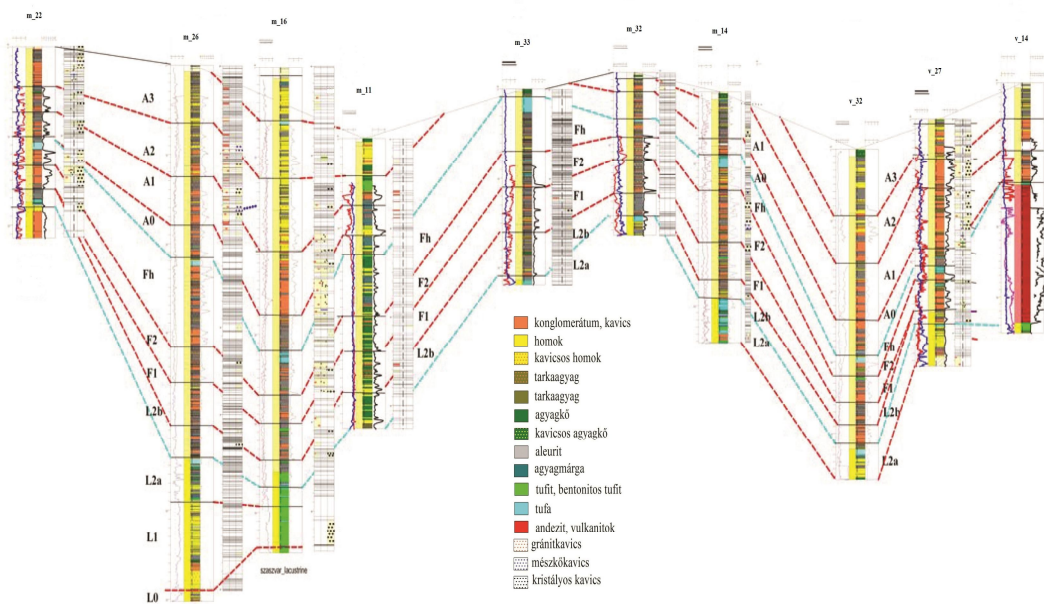 m_22
m_26
m_16
m_11
m_33
m_32
m_14
v_32
v_27
v_14
A3
A2
A1
A0
Fh
F2
F1
L2b
L2a
L1
L0
szaszvar_lacustrine
Fh
F2
F1
L2b
Fh
F2
F1
L2b
L2a
A1
A0
Fh
F2
F1
L2b
L2a
A3
A2
A1
A0
Fh
F2
F1
L2b
L2a
konglomerátum, kavics
homok
kavicsos homok
tarkaagyag
tarkaagyag
agyagkő
kavicsos agyagkő
aleurit
agyagmárga
tufit, bentonitos tufit
tufa
andezit, vulkanitok
gránitkavics
mészkőkavics
kristályos kavics